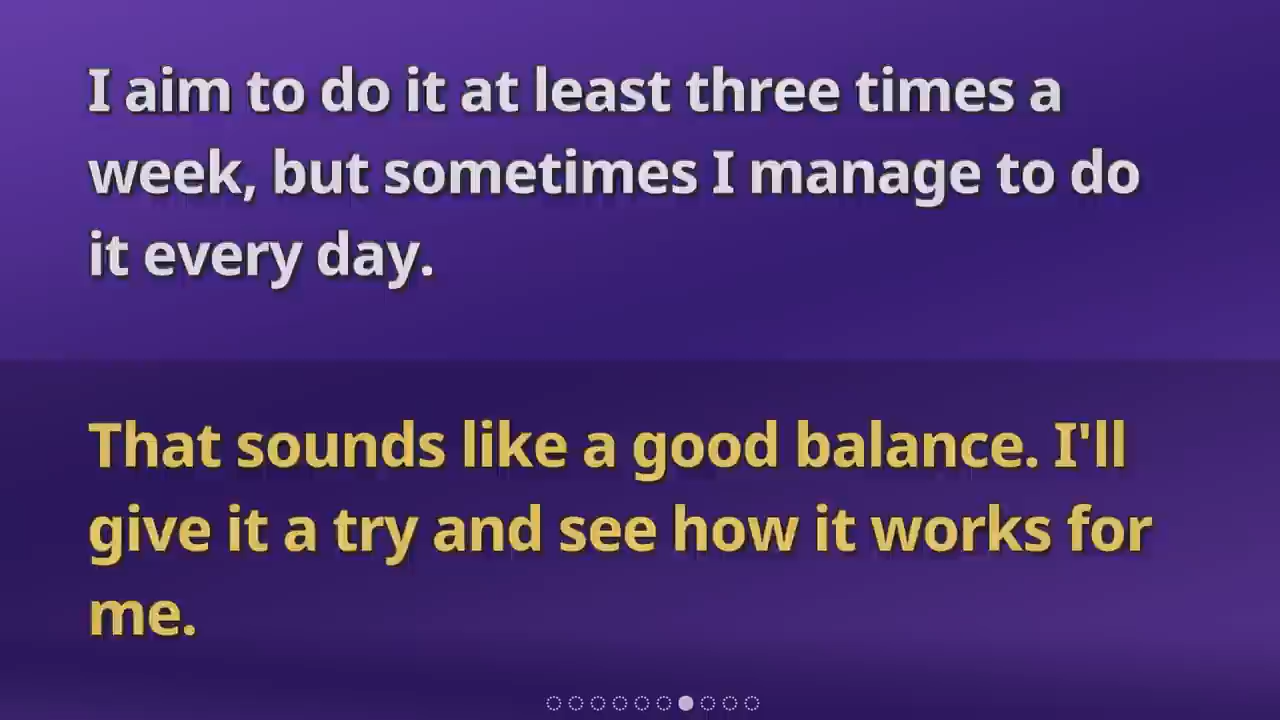 I aim to do it at least three times a
week, but sometimes I manage to do
it every day.
That sounds like a good balance. I'll
give it a try and see how it works for
me.